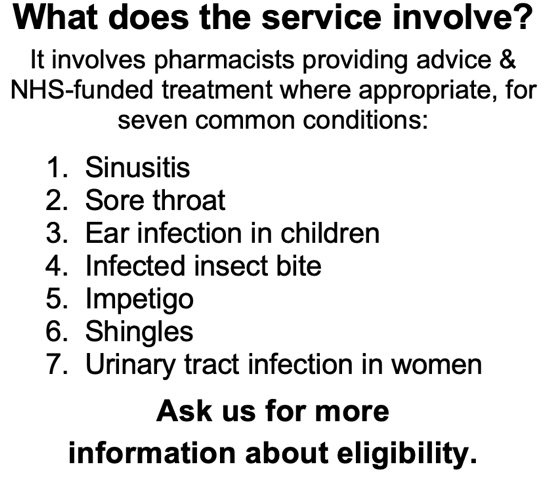 What does the service involve?
It involves pharmacists providing advice &
NHS-funded treatment where appropriate, for
seven common conditions:
1. Sinusitis
2. Sore throat
3. Ear infection in children
4. Infected insect bite
5. Impetigo
6. Shingles
7. Urinary tract infection in women
Ask us for more
information about eligibility.